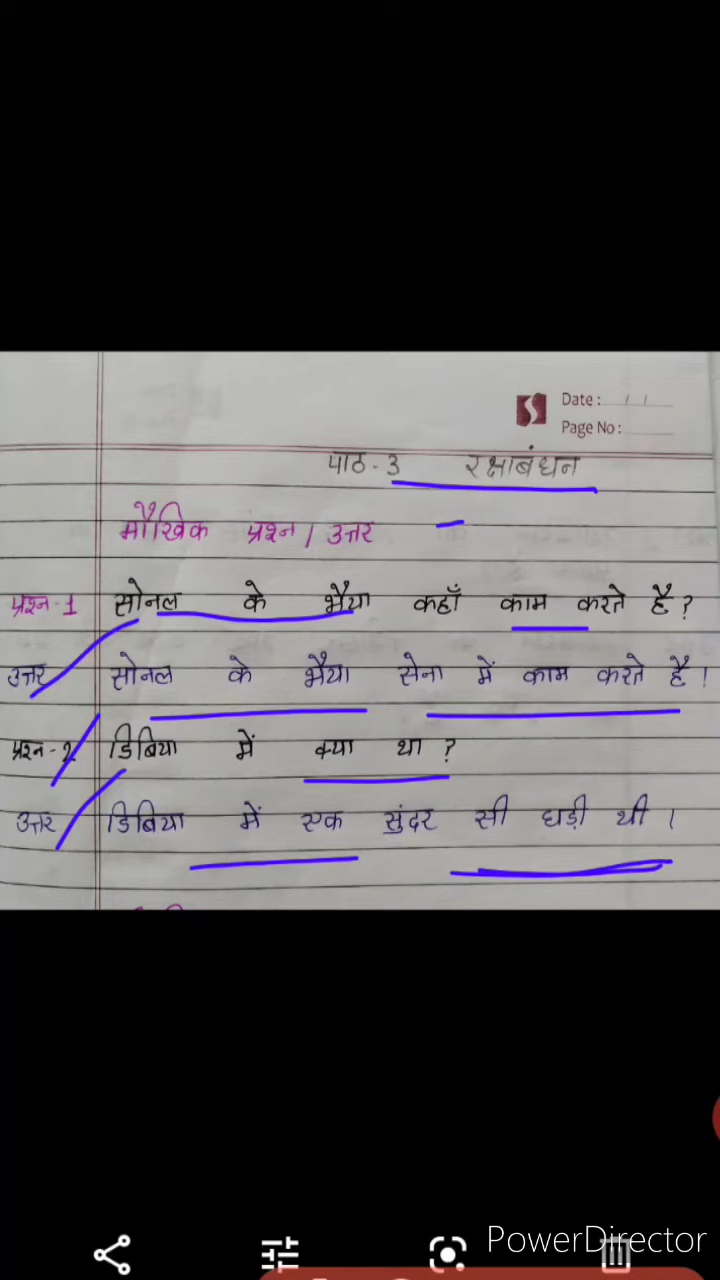 Date :
Page No :
पाठ - 3 रक्षाबंधन
मौखिक प्रश्न / उत्तर
प्रश्न - 1 सोनल के भैया कहाँ काम करते है ?
उत्तर सोनल के भैया सेना में काम करते है ।
प्रश्न - 2 डिबिया में क्या था ?
उत्तर डिबिया में एक सुंदर सी घड़ी थी ।
PowerDirector